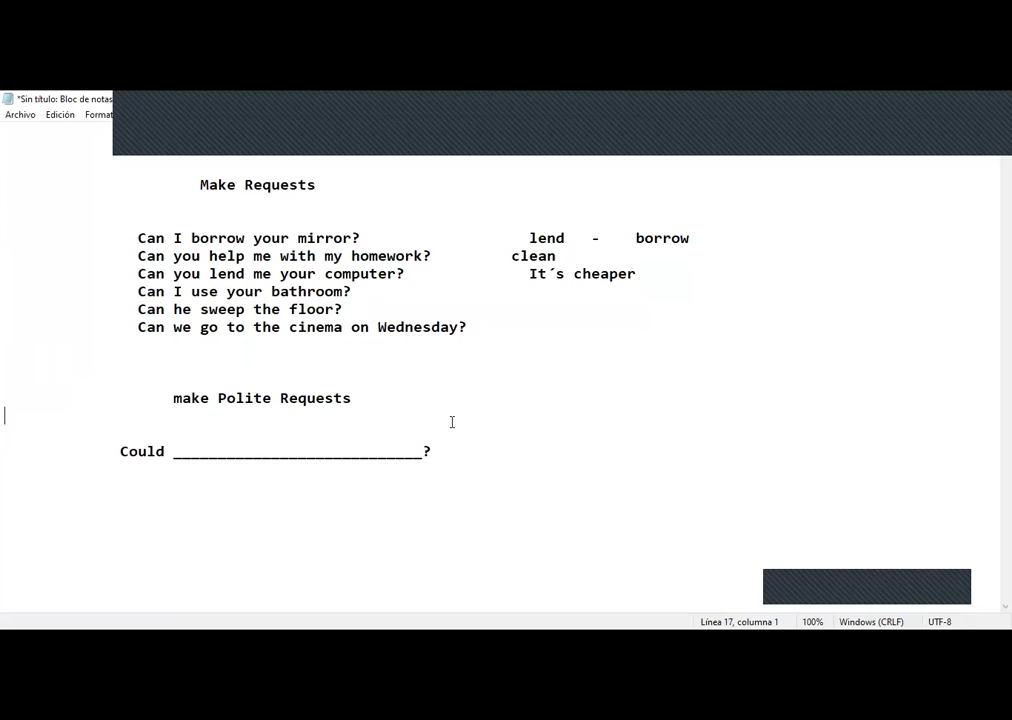 *Sin título: Bloc de notas
Archivo Edición Format
Make Requests
Can I borrow your mirror? lend - borrow
Can you help me with my homework? clean
Can you lend me your computer? It´s cheaper
Can I use your bathroom?
Can he sweep the floor?
Can we go to the cinema on Wednesday?
make Polite Requests
Could ____________________________?
Línea 17, columna 1 100% Windows (CRLF) UTF-8